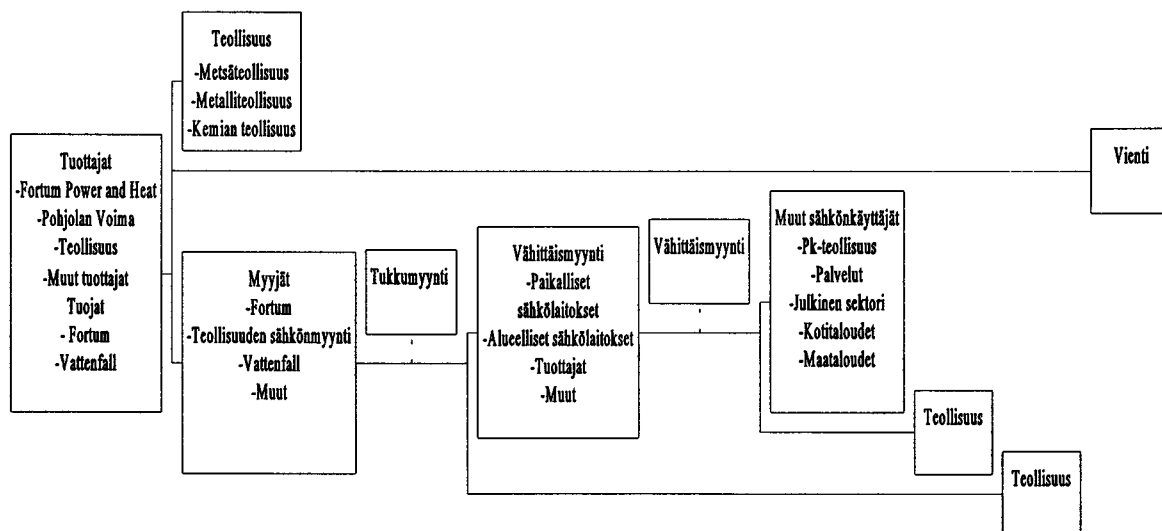 Teollisuus
-Metsäteollisuus
-Metalliteollisuus
-Kemian teollisuus
Tuottajat
-Fortum Power and Heat
-Pohjolan Voima
-Teollisuus
-Muut tuottajat
Tuojat
- Fortum
-Vattenfall
Vienti
Myyjät
-Fortum
-Teollisuuden sähkönmyynti
-Vattenfall
-Muut
Tukkumyynti
Vähittäismyynti
-Paikalliset
sähkölaitokset
-Alueelliset sähkölaitokset
-Tuottajat
-Muut
Vähittäismyynti
Muut sähkönkäyttäjät
-Pk-teollisuus
-Palvelut
-Julkinen sektori
-Kotitaloudet
-Maataloudet
Teollisuus
Teollisuus